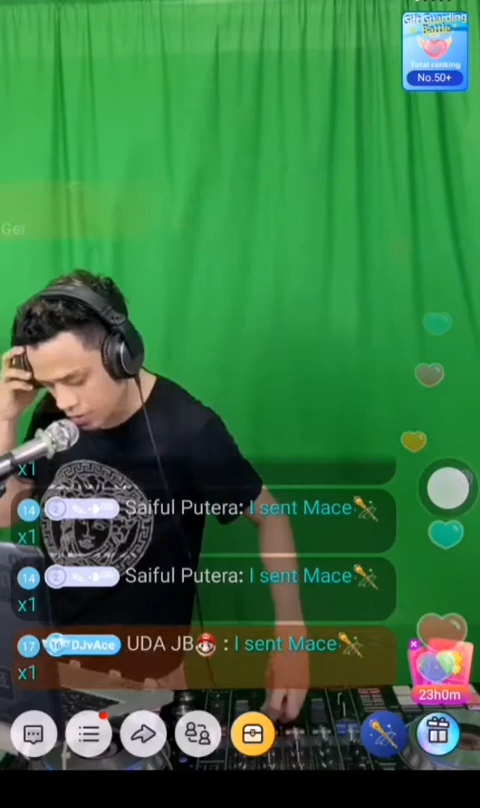 Gift Guarding
Battle
Total ranking
No.50+
Get
x1
14 Saiful Putera: I sent Mace
x1
14 Saiful Putera: I sent Mace
x1
17 DJvAce UDA JB : I sent Mace
x1
23h0m